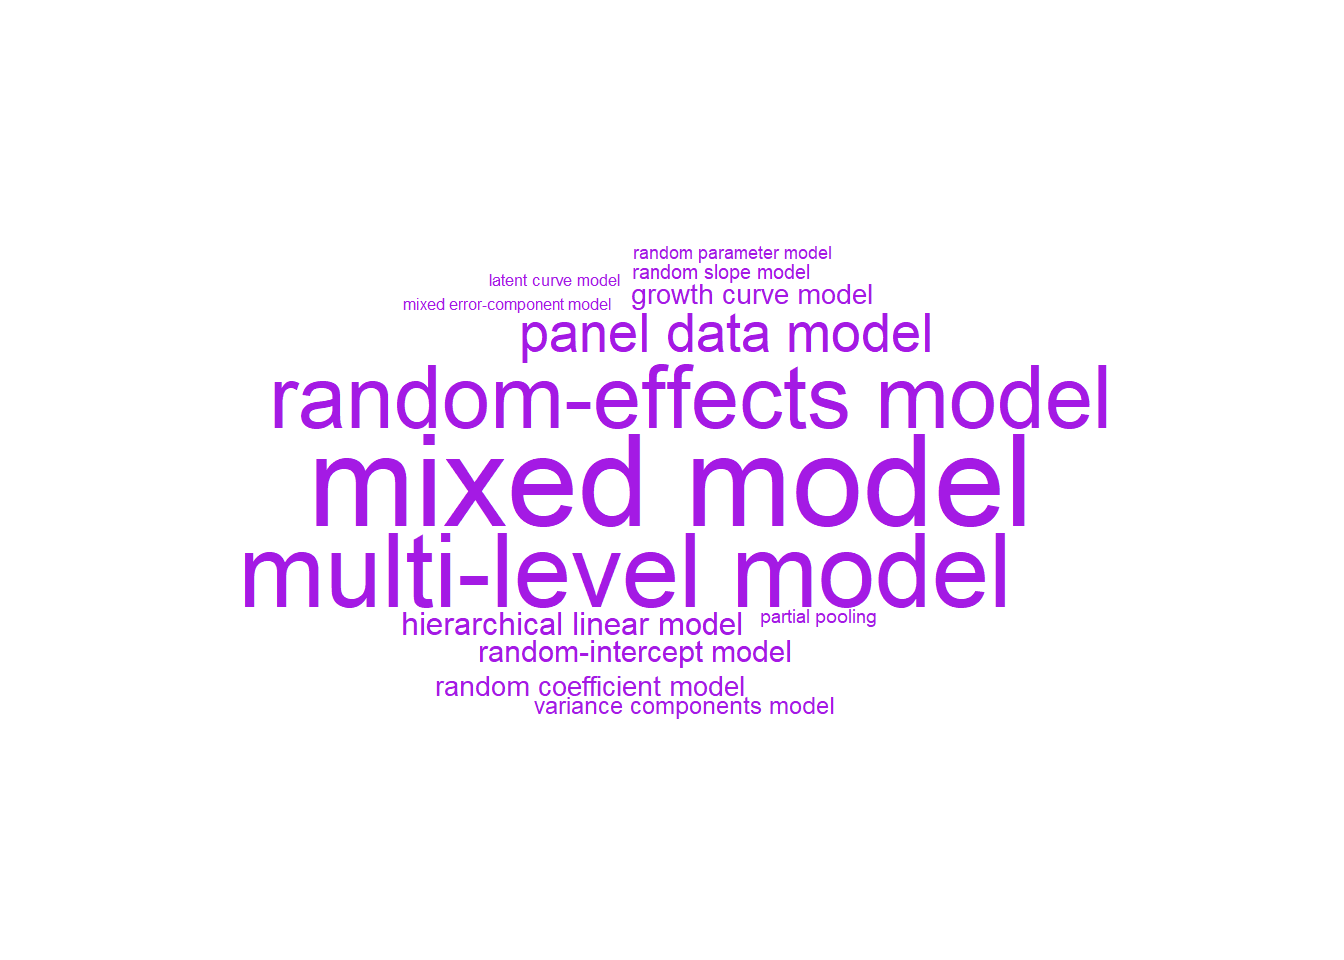 random parameter model
random slope model
latent curve model
growth curve model
mixed error-component model
panel data model
random-effects model
mixed model
multi-level model
hierarchical linear model
partial pooling
random-intercept model
random coefficient model
variance components model